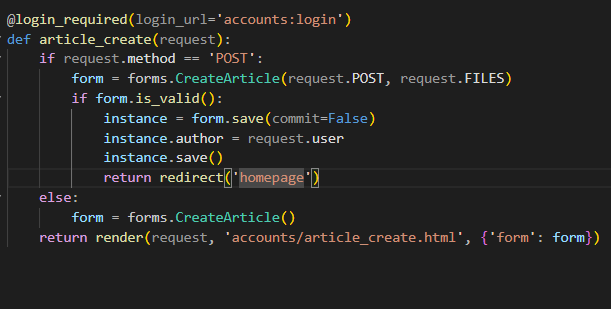 @login_required(login_url='accounts:login')
def article_create(request):
    if request.method == 'POST':
        form = forms.CreateArticle(request.POST, request.FILES)
        if form.is_valid():
            instance = form.save(commit=False)
            instance.author = request.user
            instance.save()
            return redirect('homepage')
    else:
        form = forms.CreateArticle()
    return render(request, 'accounts/article_create.html', {'form': form})